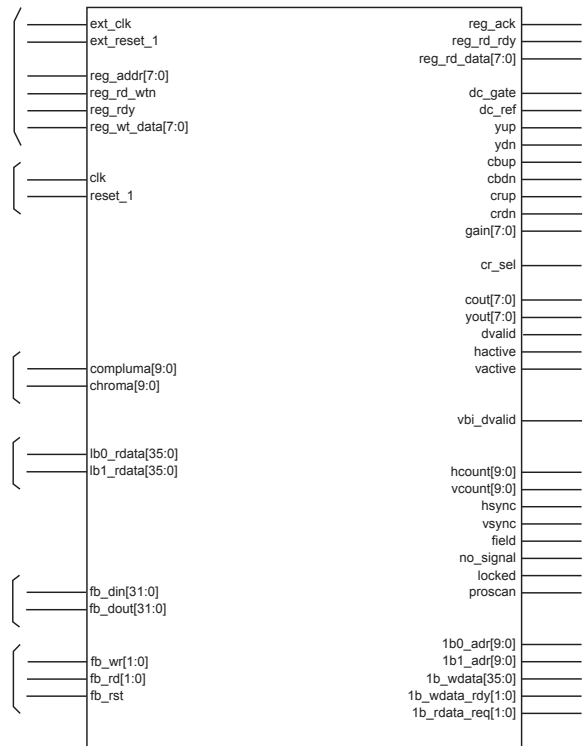 ext_clk
ext_reset_1
reg_addr[7:0]
reg_rd_wtn
reg_rdy
reg_wt_data[7:0]
clk
reset_1
compluma[9:0]
chroma[9:0]
lb0_rdata[35:0]
lb1_rdata[35:0]
fb_din[31:0]
fb_dout[31:0]
fb_wr[1:0]
fb_rd[1:0]
fb_rst
reg_ack
reg_rd_rdy
reg_rd_data[7:0]
dc_gate
dc_ref
yup
ydn
cbup
cbdn
crup
crdn
gain[7:0]
cr_sel
cout[7:0]
yout[7:0]
dvalid
hactive
vactive
vbi_dvalid
hcount[9:0]
vcount[9:0]
hsync
vsync
field
no_signal
locked
proscan
1b0_adr[9:0]
1b1_adr[9:0]
1b_wdata[35:0]
1b_wdata_rdy[1:0]
1b_rdata_req[1:0]